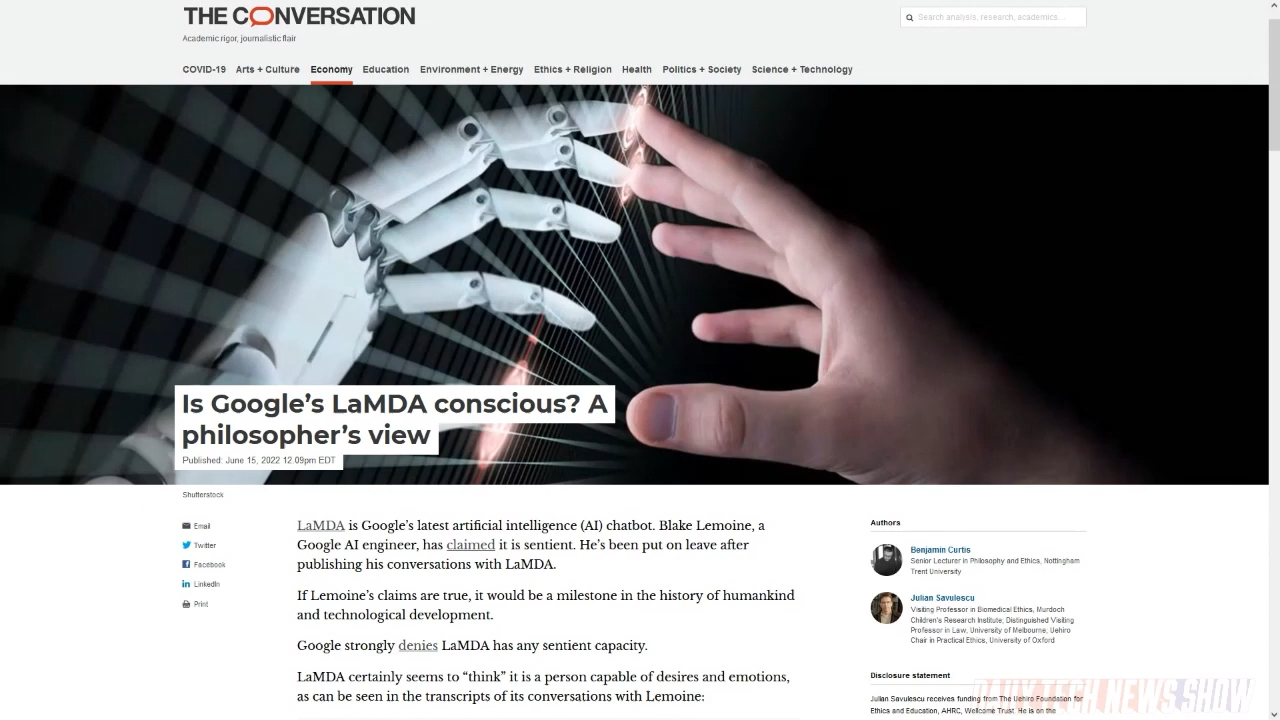 THE CONVERSATION
Search analysis, research, academics…
Academic rigor, journalistic flair
COVID-19 Arts + Culture Economy Education Environment + Energy Ethics + Religion Health Politics + Society Science + Technology
Is Google’s LaMDA conscious? A
philosopher’s view
Published: June 15, 2022 12.09pm EDT
Shutterstock
Email
Twitter
Facebook
LinkedIn
Print
LaMDA is Google’s latest artificial intelligence (AI) chatbot. Blake Lemoine, a
Google AI engineer, has claimed it is sentient. He’s been put on leave after
publishing his conversations with LaMDA.
If Lemoine’s claims are true, it would be a milestone in the history of humankind
and technological development.
Google strongly denies LaMDA has any sentient capacity.
LaMDA certainly seems to “think” it is a person capable of desires and emotions,
as can be seen in the transcripts of its conversations with Lemoine:
Authors
Benjamin Curtis
Senior Lecturer in Philosophy and Ethics, Nottingham
Trent University
Julian Savulescu
Visiting Professor in Biomedical Ethics, Murdoch
Children's Research Institute; Distinguished Visiting
Professor in Law, University of Melbourne; Uehiro
Chair in Practical Ethics, University of Oxford
Disclosure statement
Julian Savulescu receives funding from The Uehiro Foundation for
Ethics and Education, AHRC, Wellcome Trust. He is on the
DAILY TECH NEWS SHOW